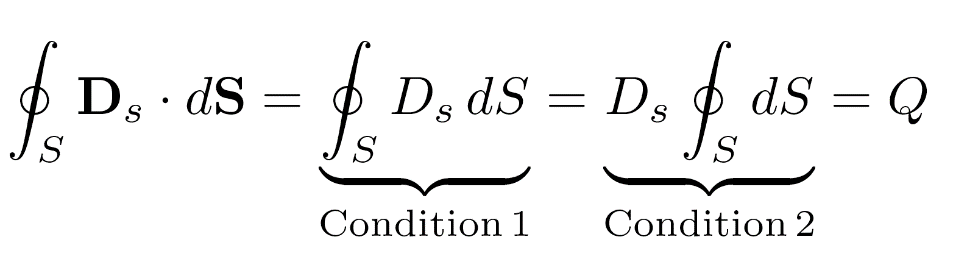 ∮_S 𝐃_s · d𝐒 = ∮_S D_s dS = D_s ∮_S dS = Q
Condition 1 Condition 2